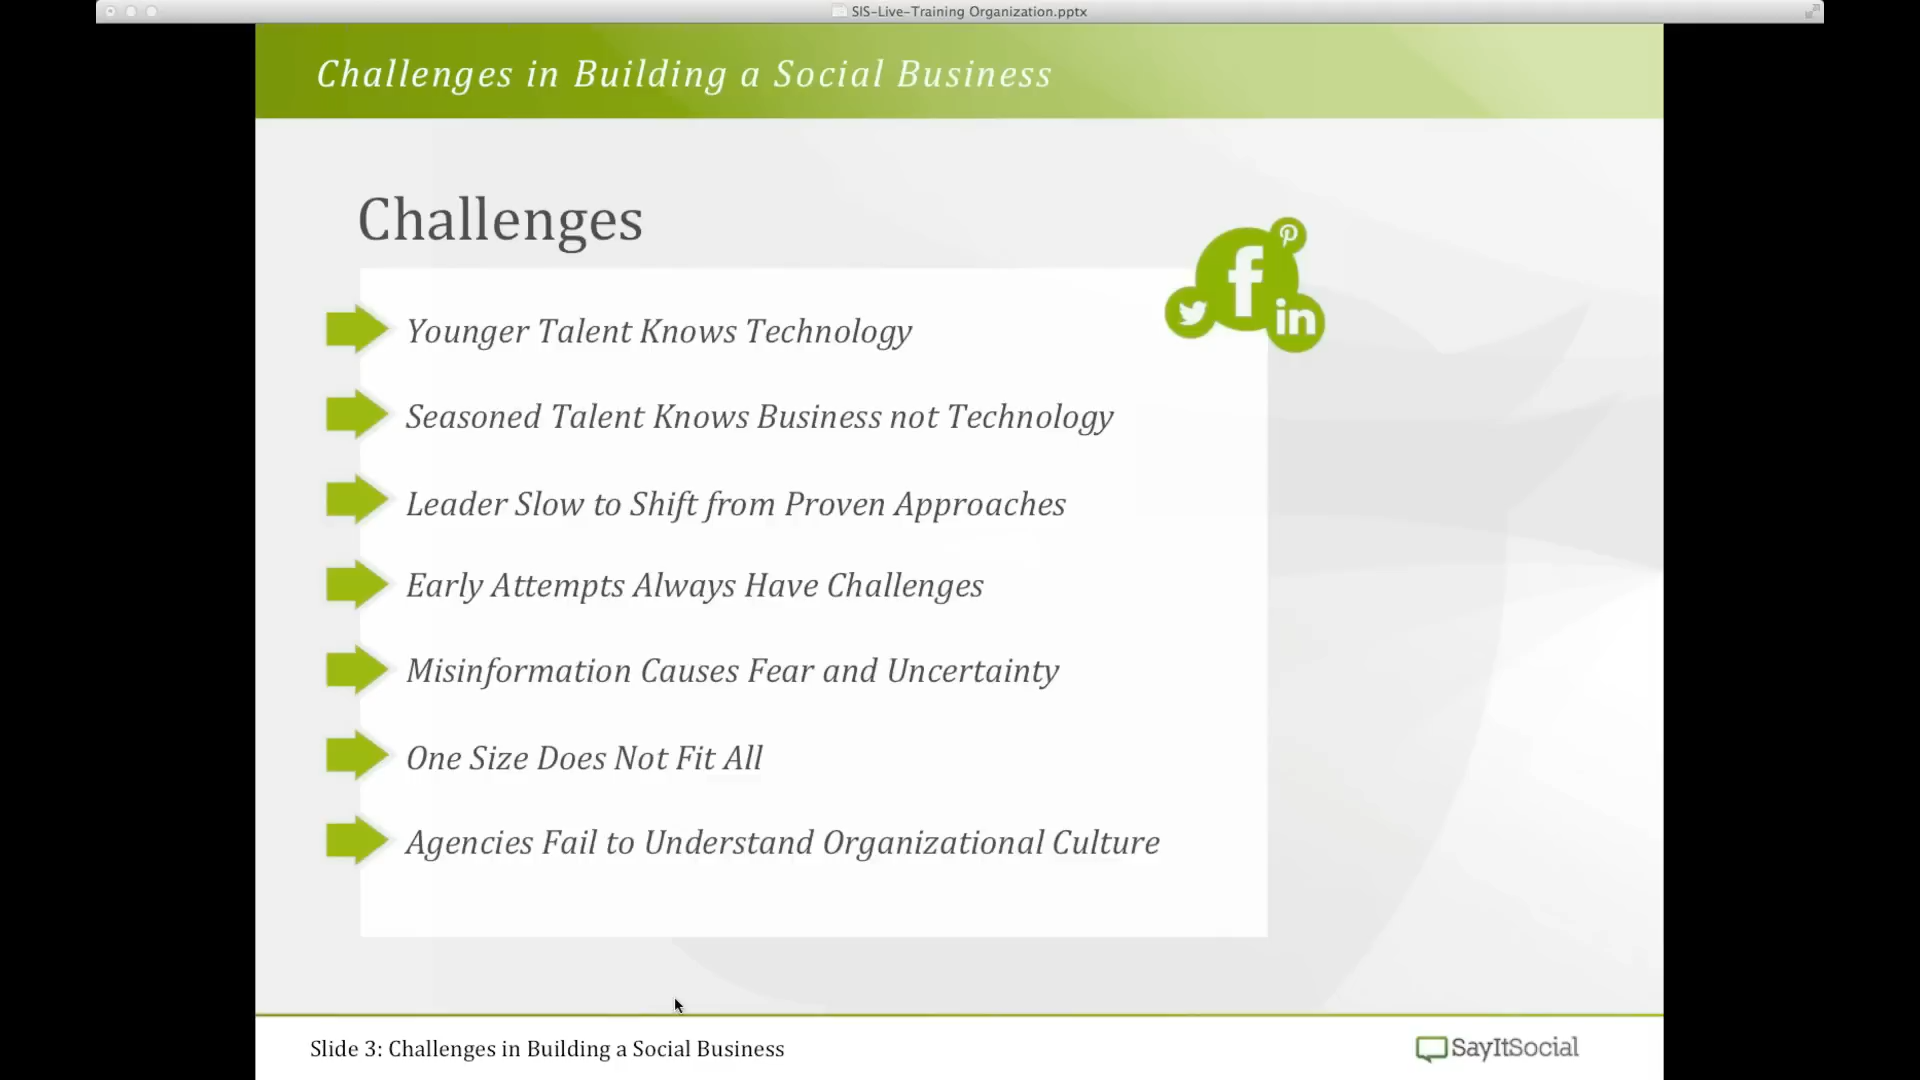 SIS-Live-Training Organization.pptx
Challenges in Building a Social Business
Challenges
Younger Talent Knows Technology
Seasoned Talent Knows Business not Technology
Leader Slow to Shift from Proven Approaches
Early Attempts Always Have Challenges
Misinformation Causes Fear and Uncertainty
One Size Does Not Fit All
Agencies Fail to Understand Organizational Culture
f
in
Slide 3: Challenges in Building a Social Business
SayItSocial